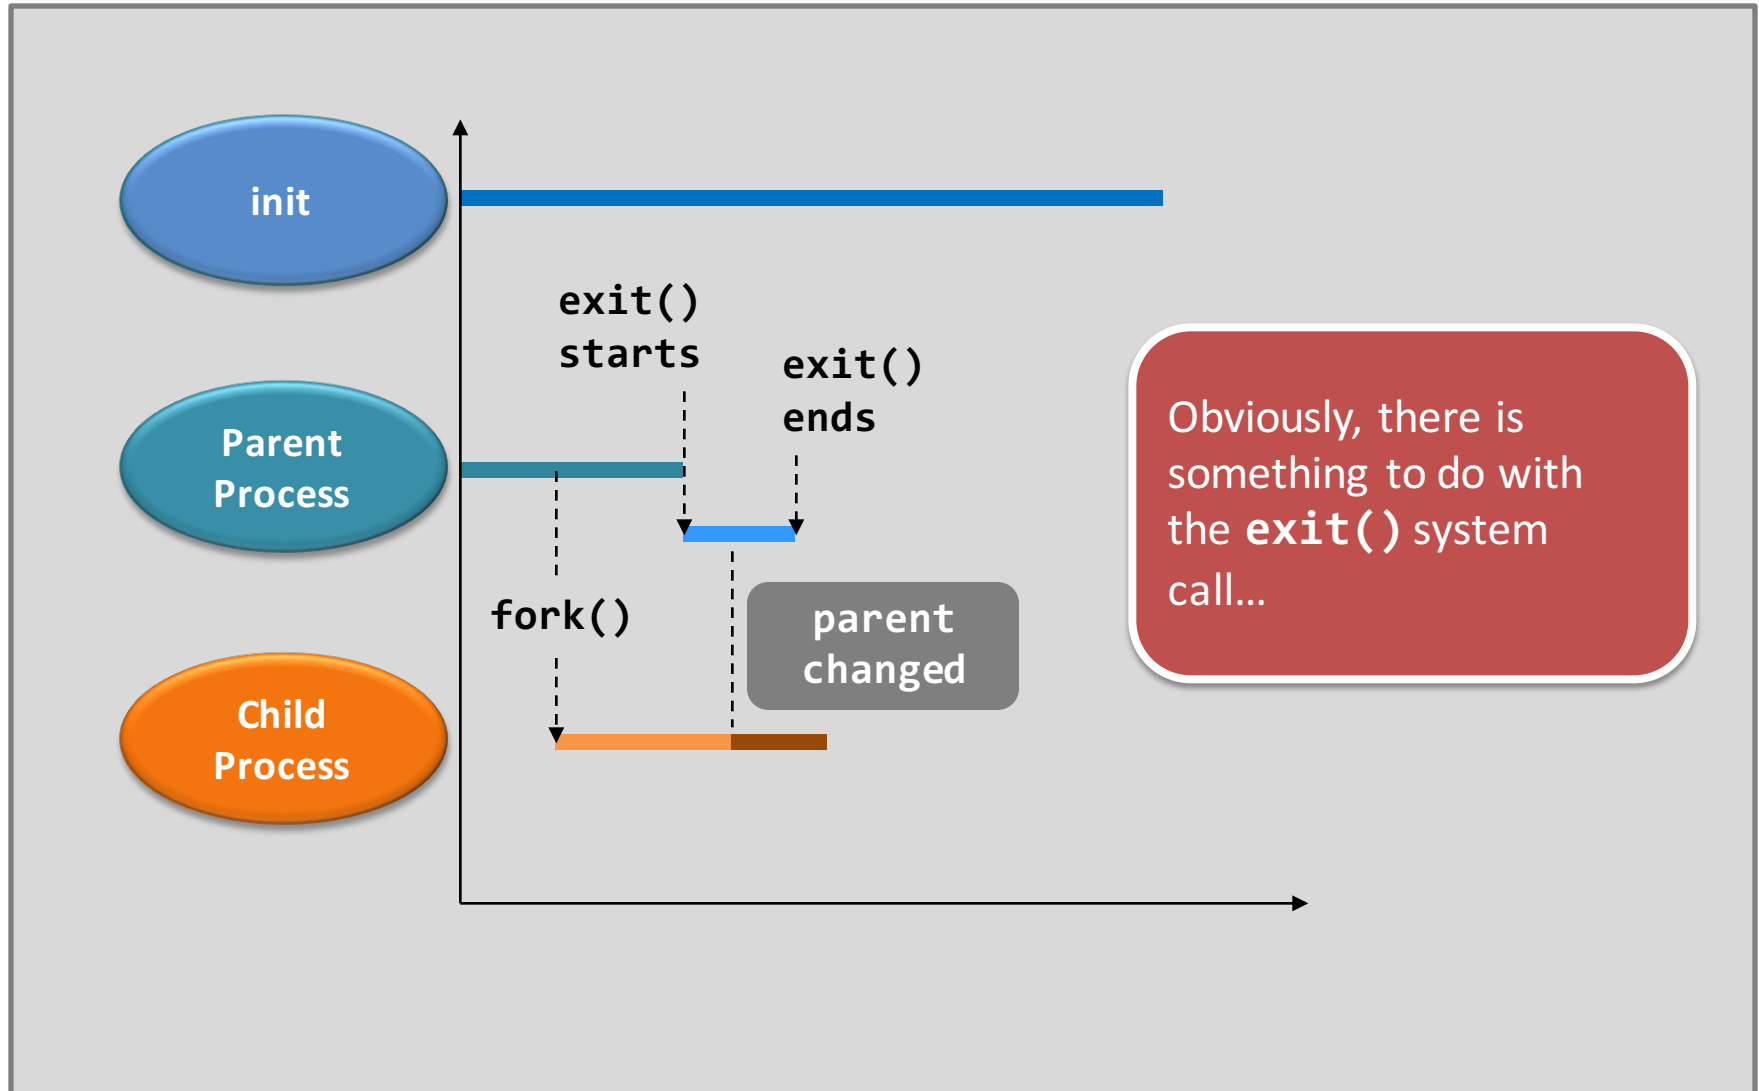 init
exit()
starts
exit()
ends
Parent
Process
fork()
parent
changed
Child
Process
Obviously, there is
something to do with
the exit() system
call…